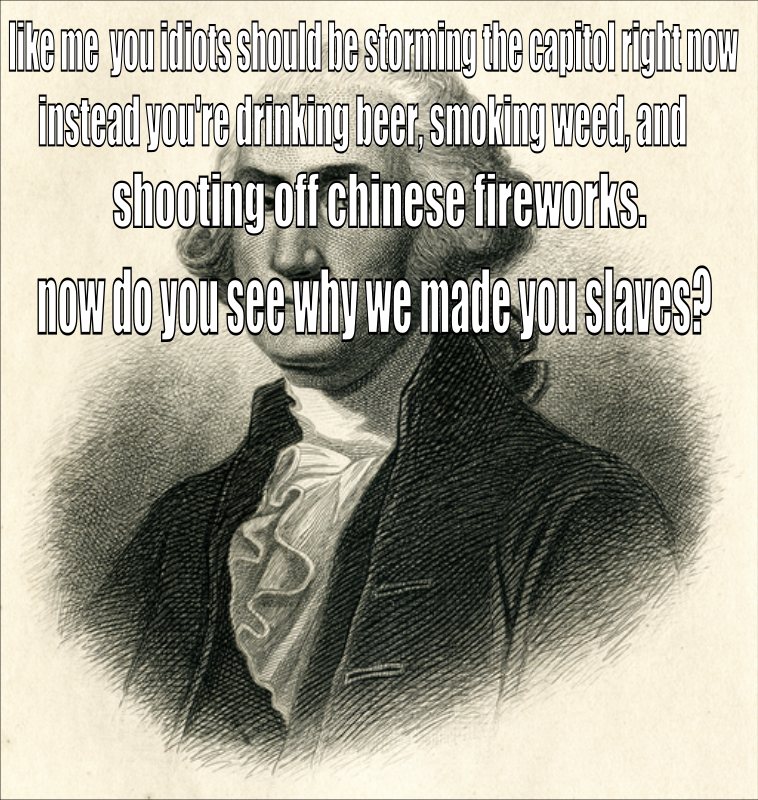 like me you idiots should be storming the capitol right now
instead you're drinking beer, smoking weed, and
shooting off chinese fireworks.
now do you see why we made you slaves?